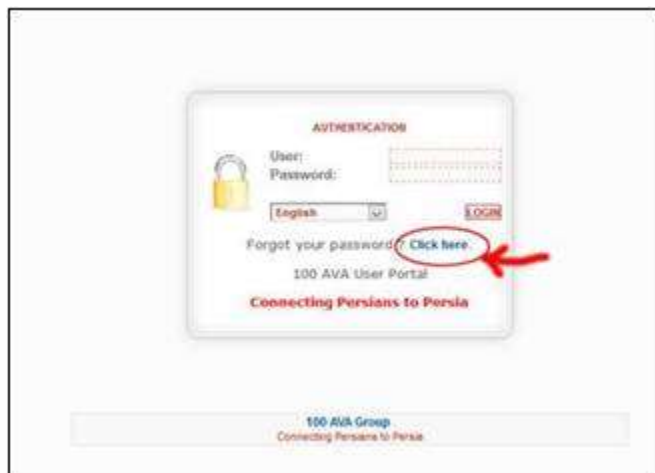 AUTHENTICATION
User:
Password:
English
LOGIN
Forgot your password? Click here.
100 AVA User Portal
Connecting Persians to Persia
100 AVA Group
Connecting Persians to Persia